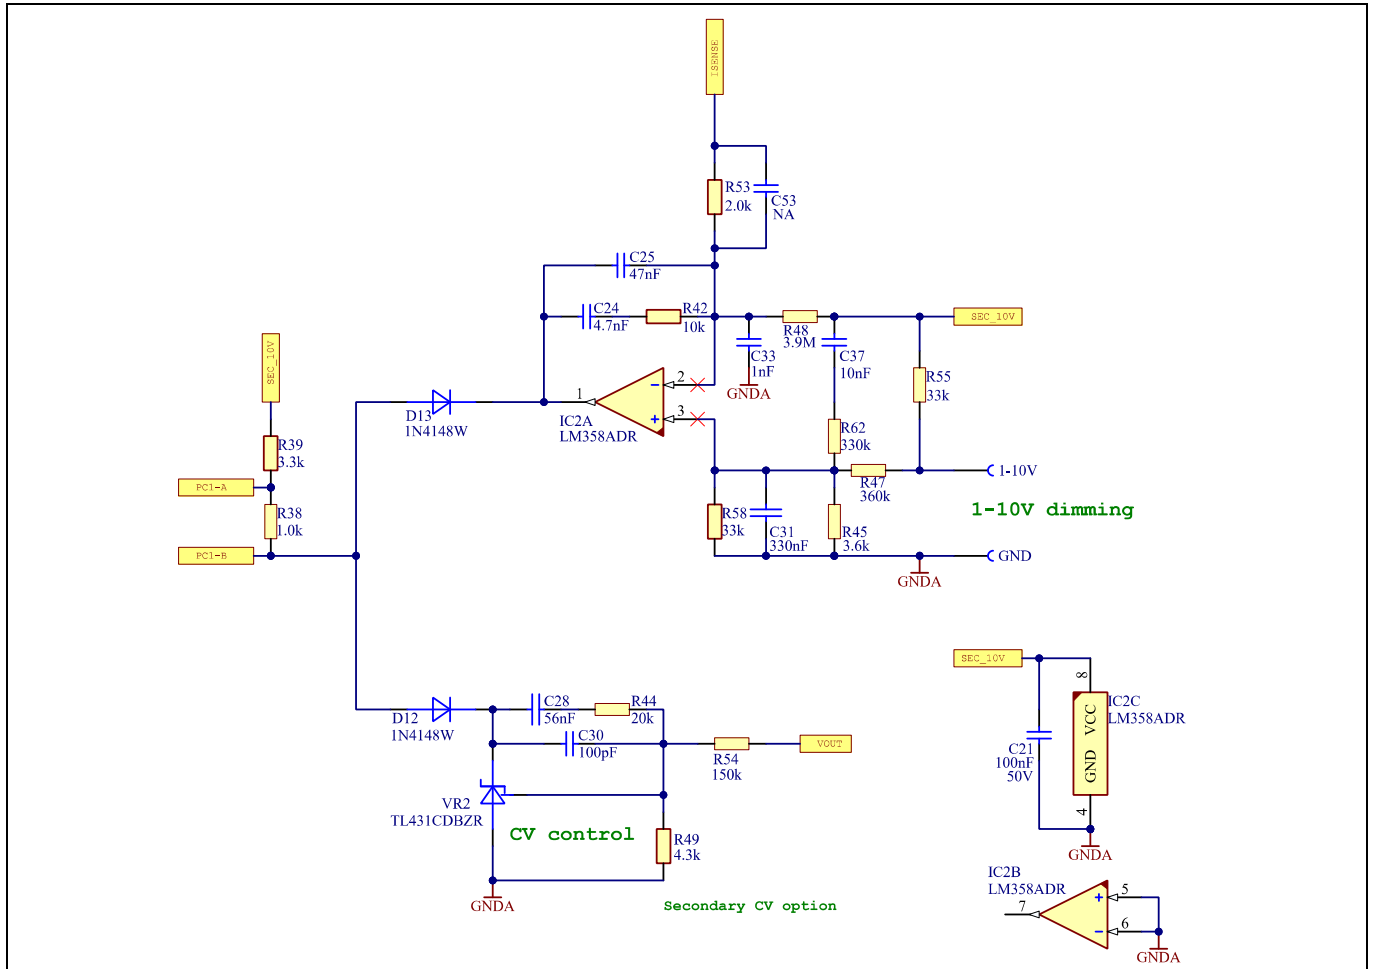 ISENSE
R53
2.0k
C53
NA
C25
47nF
C24
4.7nF
R42
10k
R48
3.9M
SEC_10V
C33
1nF
GNDA
C37
10nF
R55
33k
SEC_10V
D13
1N4148W
1
2
3
IC2A
LM358ADR
R62
330k
R39
3.3k
R47
360k
1-10V
PC1-A
R38
1.0k
1-10V dimming
R58
33k
C31
330nF
R45
3.6k
PC1-B
GND
GNDA
SEC_10V
8
IC2C
LM358ADR
VCC
GND
C21
100nF
50V
4
GNDA
D12
1N4148W
C28
56nF
R44
20k
C30
100pF
R54
150k
VOUT
VR2
TL431CDBZR
CV control
R49
4.3k
GNDA
Secondary CV option
IC2B
LM358ADR
7
5
6
GNDA